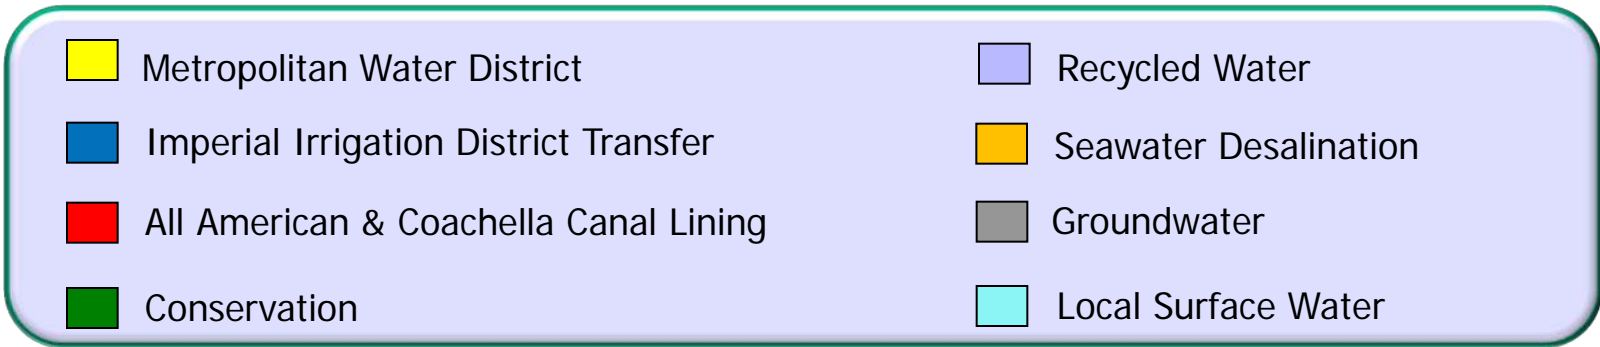 Metropolitan Water District
Imperial Irrigation District Transfer
All American & Coachella Canal Lining
Conservation
Recycled Water
Seawater Desalination
Groundwater
Local Surface Water